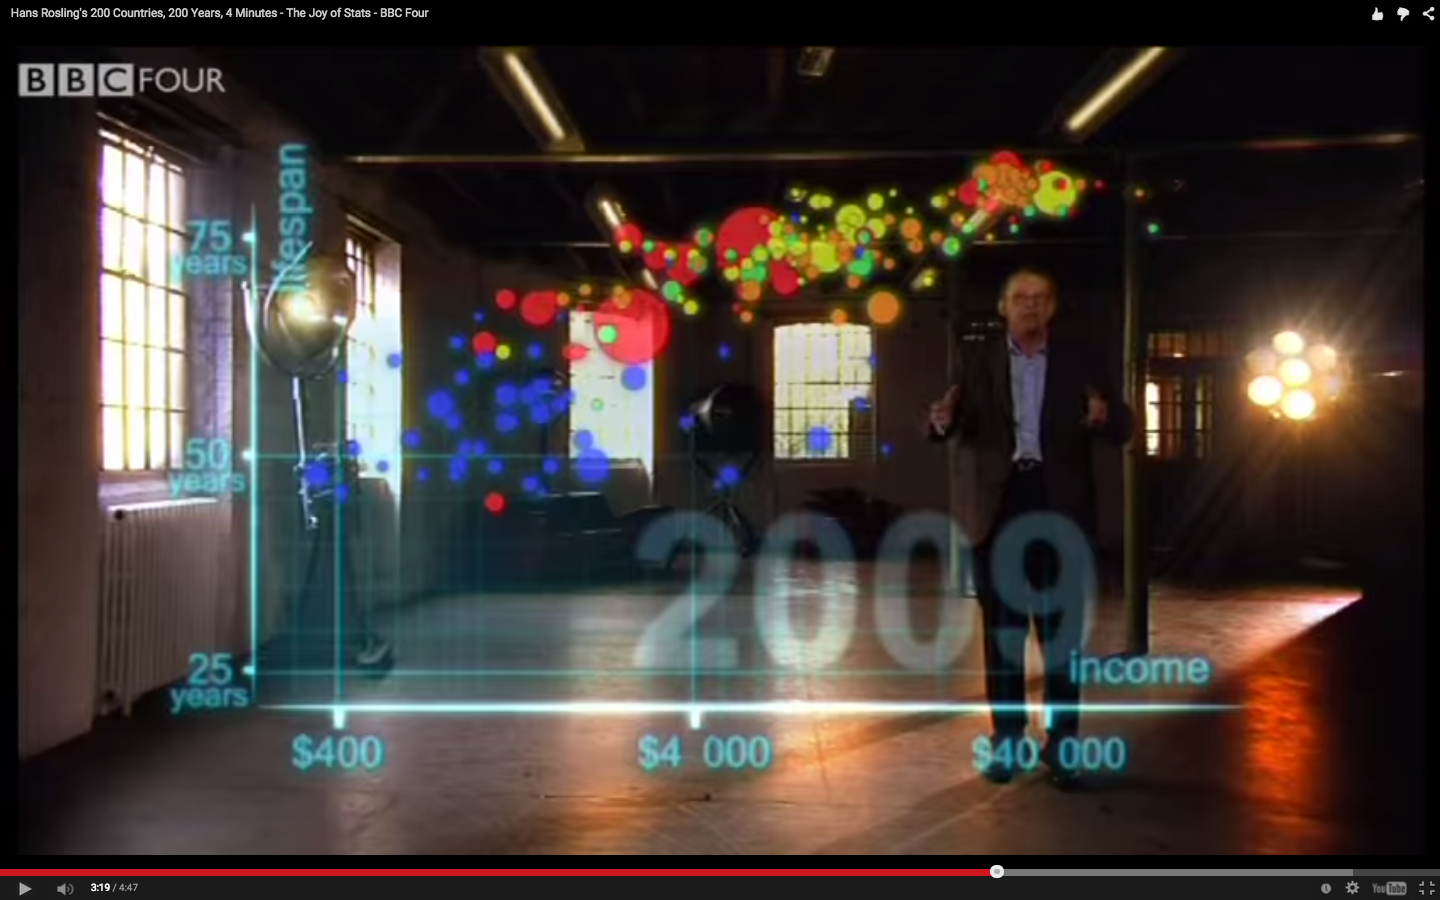 Hans Rosling's 200 Countries, 200 Years, 4 Minutes - The Joy of Stats - BBC Four
BBC FOUR
lifespan
75
years
50
years
2009
25
years
income
$400
$4 000
$40 000
3:19 / 4:47
YouTube